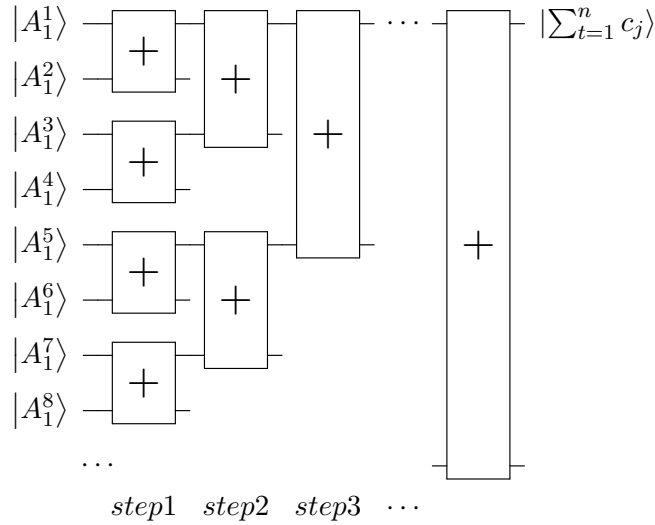 |A_1^1⟩ + + + ⋯ + |∑_{t=1}^n c_j⟩
|A_1^2⟩
|A_1^3⟩ +
|A_1^4⟩
|A_1^5⟩ + +
|A_1^6⟩
|A_1^7⟩ +
|A_1^8⟩
⋯
step1 step2 step3 ⋯